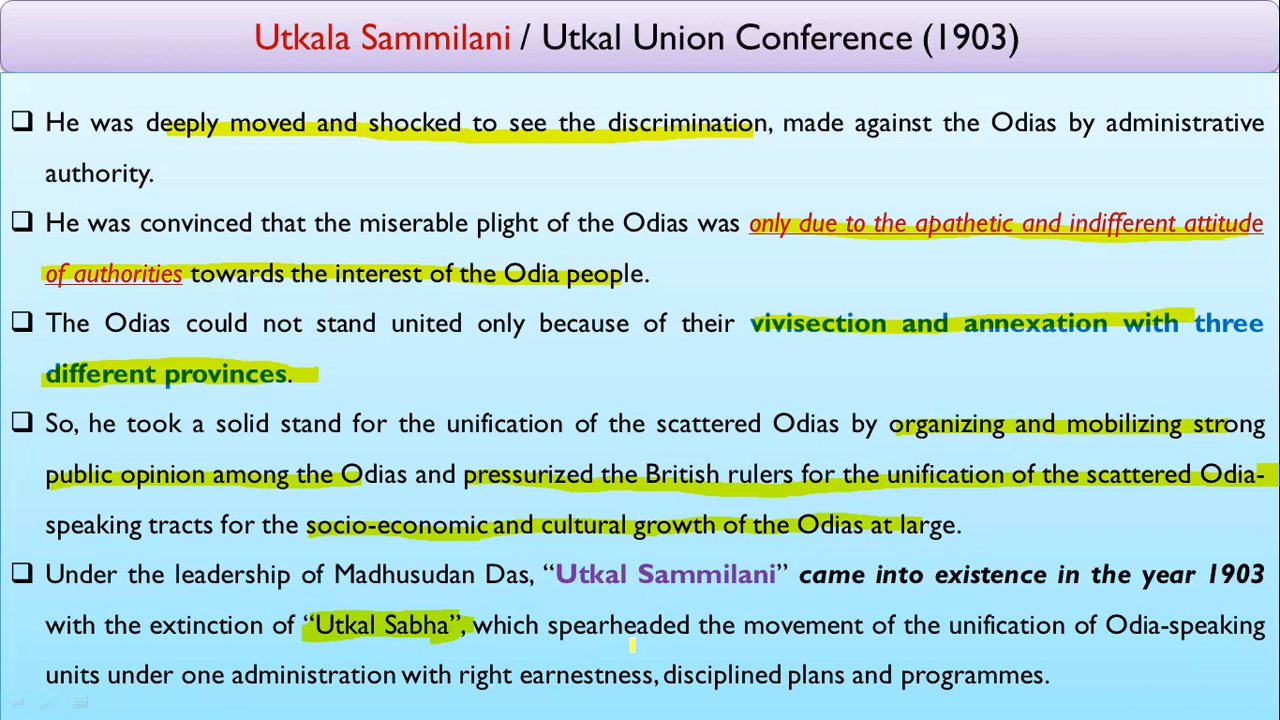 Utkala Sammilani / Utkal Union Conference (1903)
❑ He was deeply moved and shocked to see the discrimination, made against the Odias by administrative
authority.
❑ He was convinced that the miserable plight of the Odias was only due to the apathetic and indifferent attitude
of authorities towards the interest of the Odia people.
❑ The Odias could not stand united only because of their vivisection and annexation with three
different provinces.
❑ So, he took a solid stand for the unification of the scattered Odias by organizing and mobilizing strong
public opinion among the Odias and pressurized the British rulers for the unification of the scattered Odia-
speaking tracts for the socio-economic and cultural growth of the Odias at large.
❑ Under the leadership of Madhusudan Das, “Utkal Sammilani” came into existence in the year 1903
with the extinction of “Utkal Sabha”, which spearheaded the movement of the unification of Odia-speaking
units under one administration with right earnestness, disciplined plans and programmes.